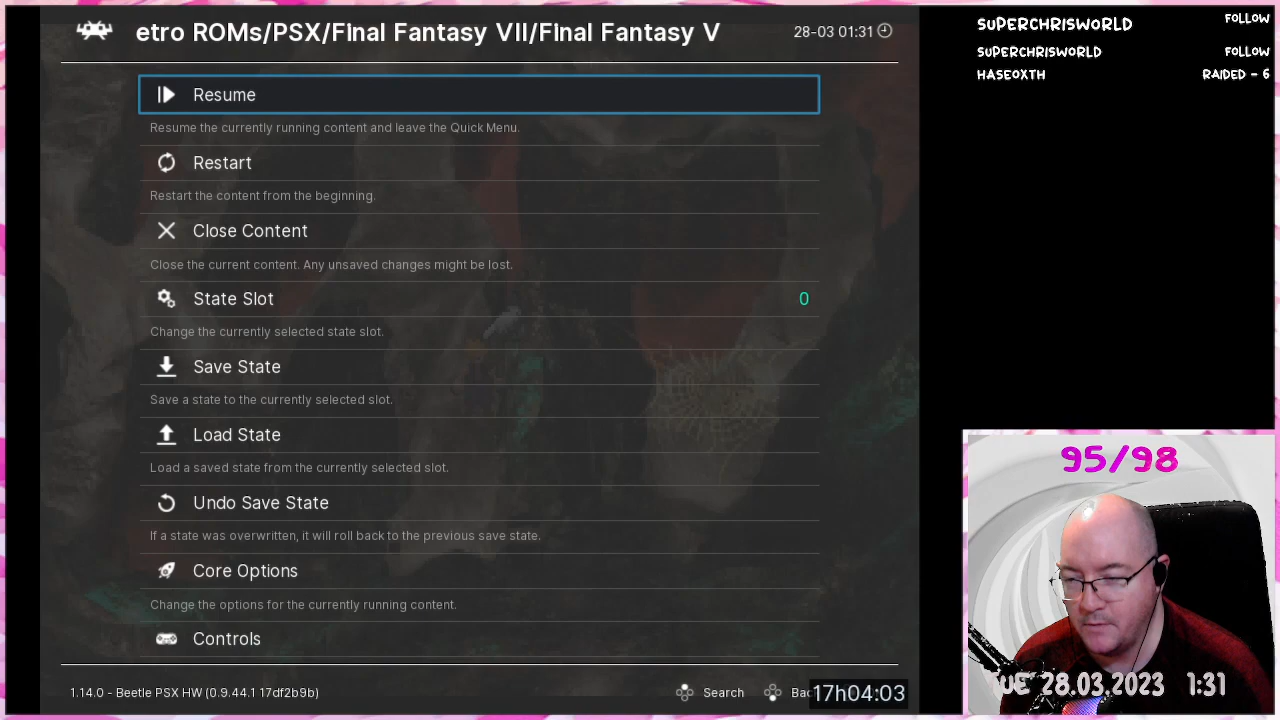 etro ROMs/PSX/Final Fantasy VII/Final Fantasy V
28-03 01:31
Resume
Resume the currently running content and leave the Quick Menu.
Restart
Restart the content from the beginning.
Close Content
Close the current content. Any unsaved changes might be lost.
State Slot 0
Change the currently selected state slot.
Save State
Save a state to the currently selected slot.
Load State
Load a saved state from the currently selected slot.
Undo Save State
If a state was overwritten, it will roll back to the previous save state.
Core Options
Change the options for the currently running content.
Controls
1.14.0 - Beetle PSX HW (0.9.44.1 17df2b9b)
Search
Bac
17h04:03
SUPERCHRISWORLD FOLLOW
SUPERCHRISWORLD FOLLOW
HASEOXTH RAIDED - 6
95/98
TUE 28.03.2023 1:31